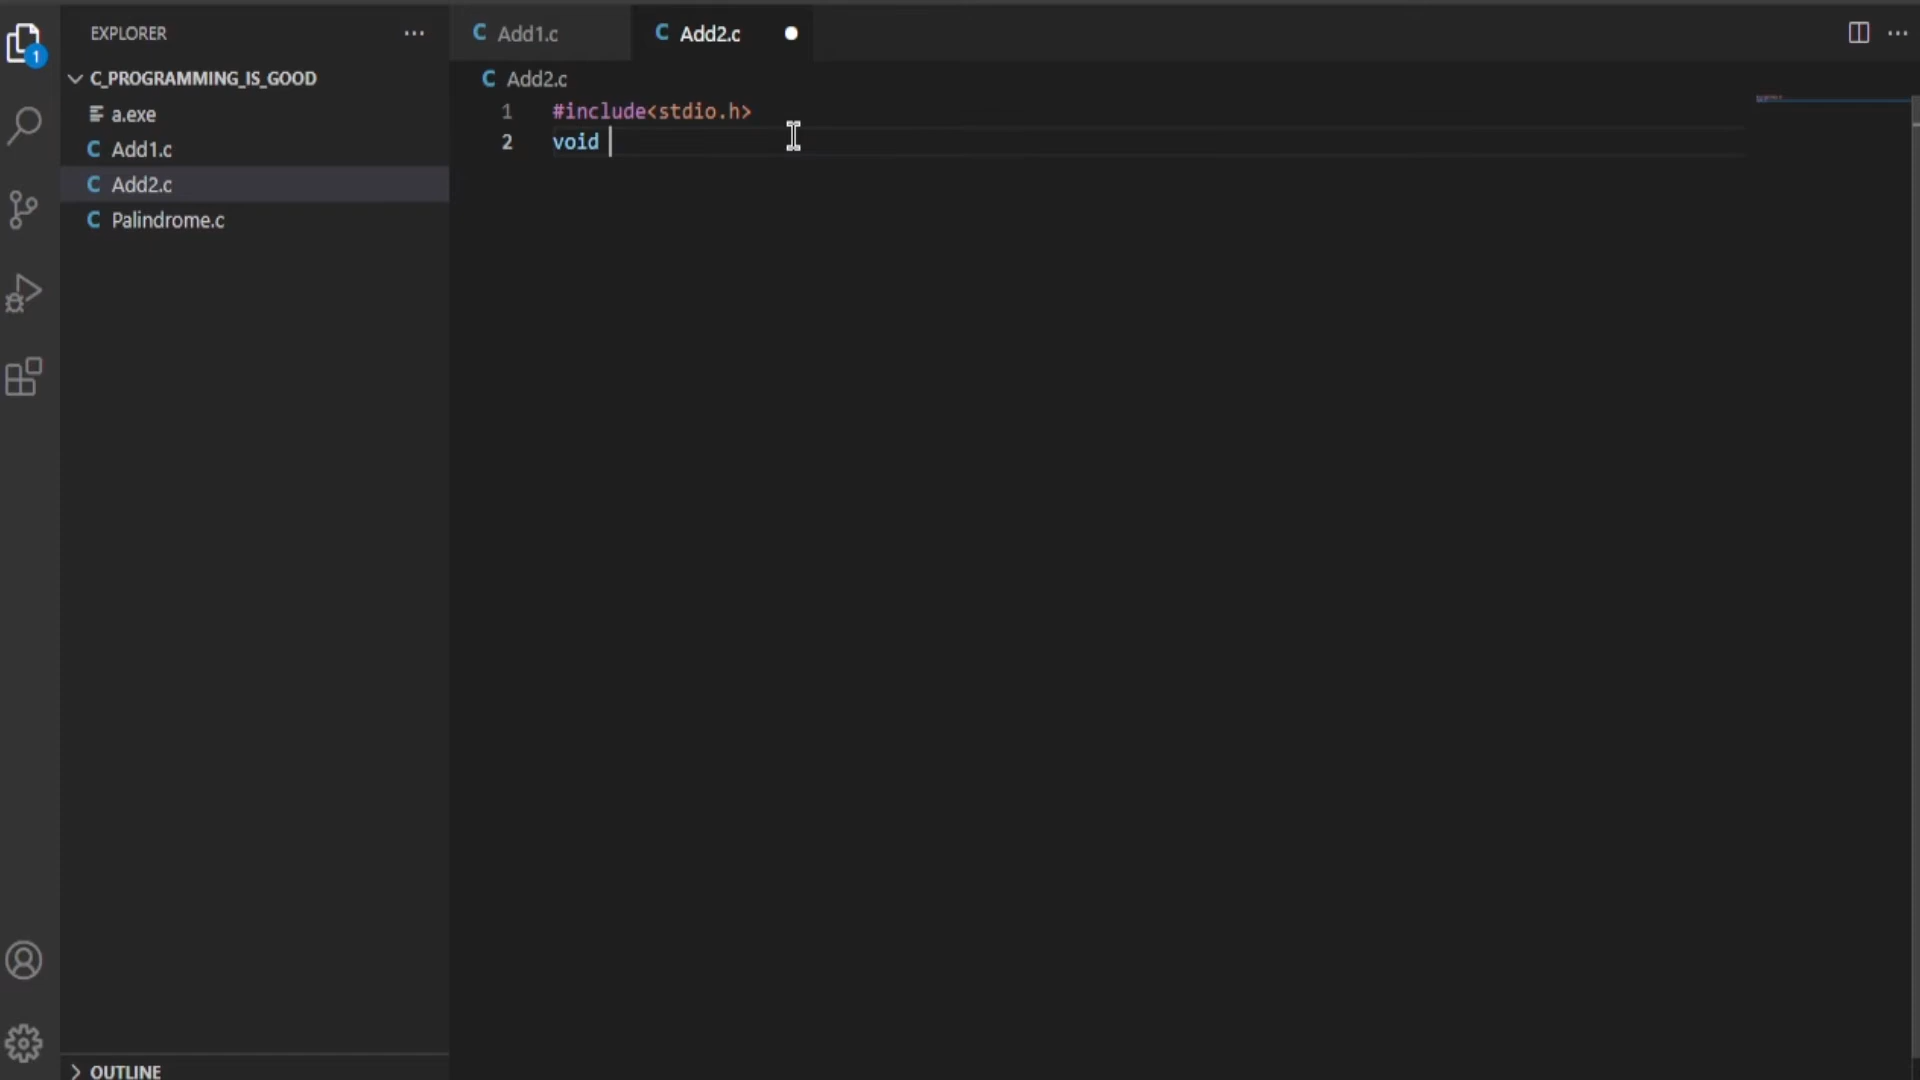 EXPLORER
C_PROGRAMMING_IS_GOOD
a.exe
C Add1.c
C Add2.c
C Palindrome.c
OUTLINE
1
C Add1.c
C Add2.c
C Add2.c
1 #include<stdio.h>
2 void